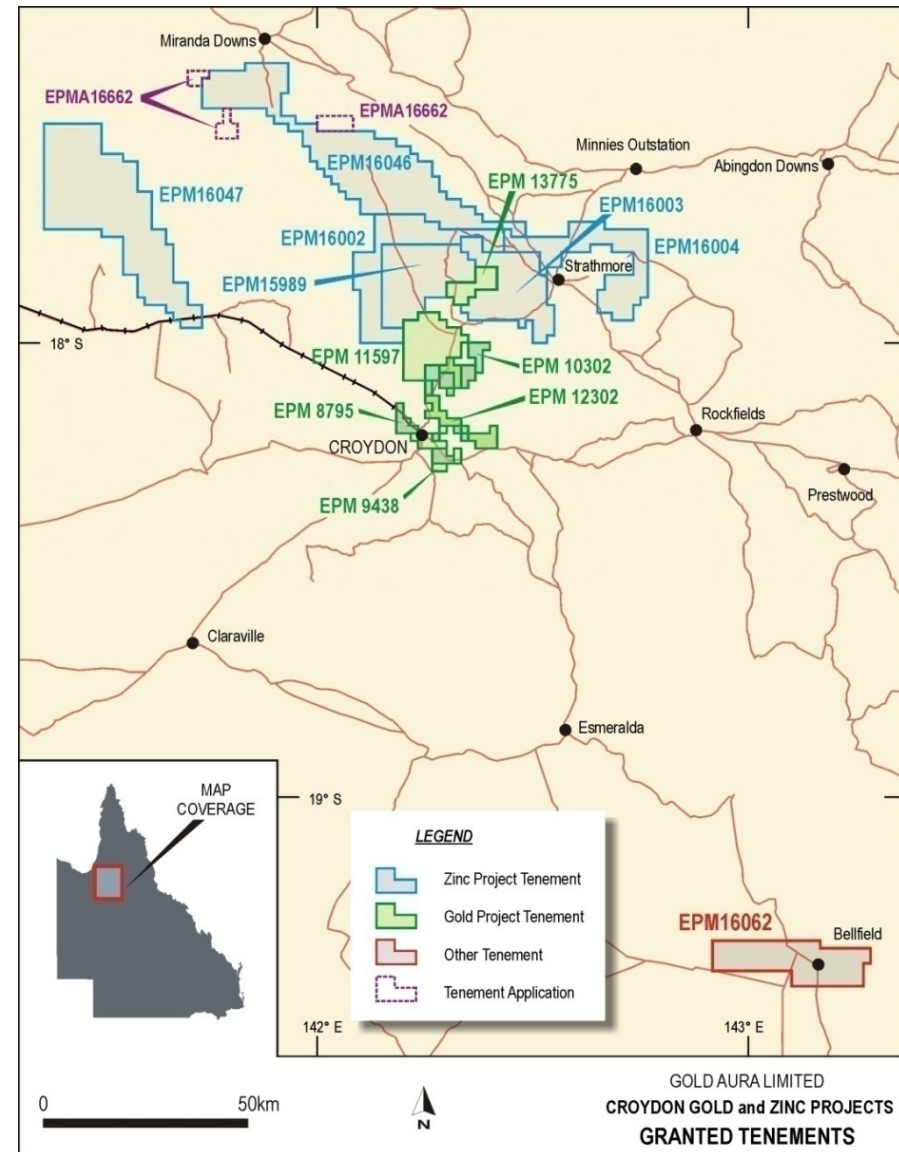 Miranda Downs
EPMA16662
EPMA16662
Minnies Outstation
Abingdon Downs
EPM16046
EPM 13775
EPM16047
EPM16003
EPM16002
EPM16004
EPM15989
Strathmore
18° S
EPM 11597
EPM 10302
EPM 12302
EPM 8795
Rockfields
CROYDON
Prestwood
EPM 9438
Claraville
Esmeralda
MAP
COVERAGE
19° S
LEGEND
Zinc Project Tenement
Gold Project Tenement
Other Tenement
Tenement Application
EPM16062
Bellfield
142° E
143° E
0 50km
N
GOLD AURA LIMITED
CROYDON GOLD and ZINC PROJECTS
GRANTED TENEMENTS